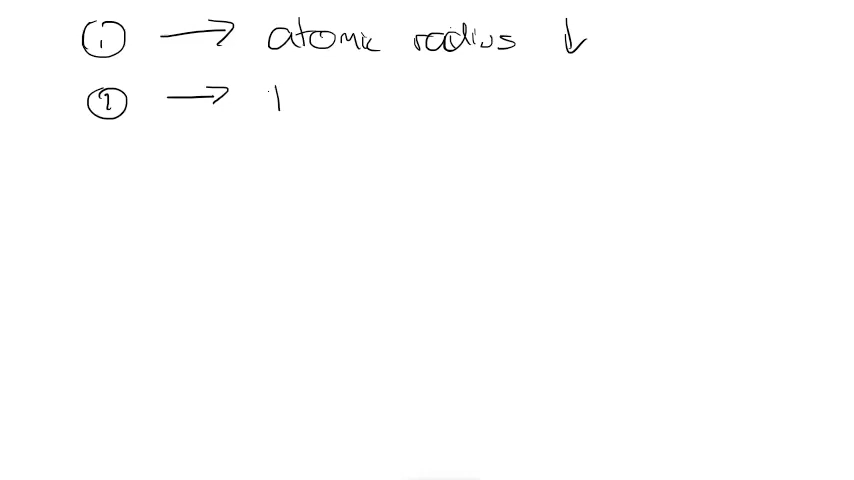 ① → atomic radius ↓
② →